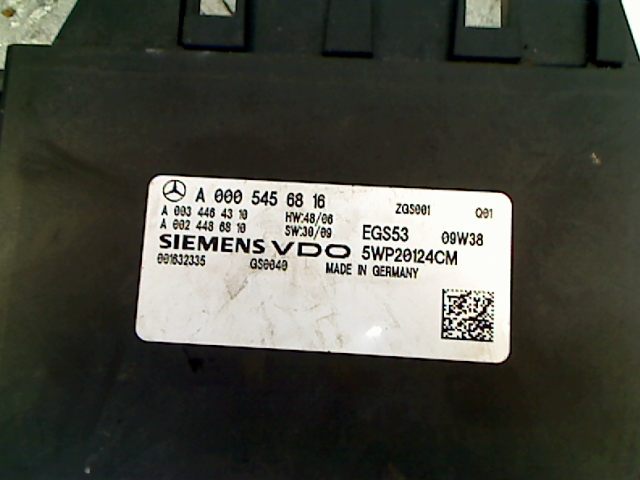 A 000 545 68 16 ZGS001 Q01
A 003 446 43 10 HW:48/06
A 002 448 68 10 SW:30/09 EGS53 09W38
SIEMENS VDO 5WP20124CM
001632335 GS0040 MADE IN GERMANY